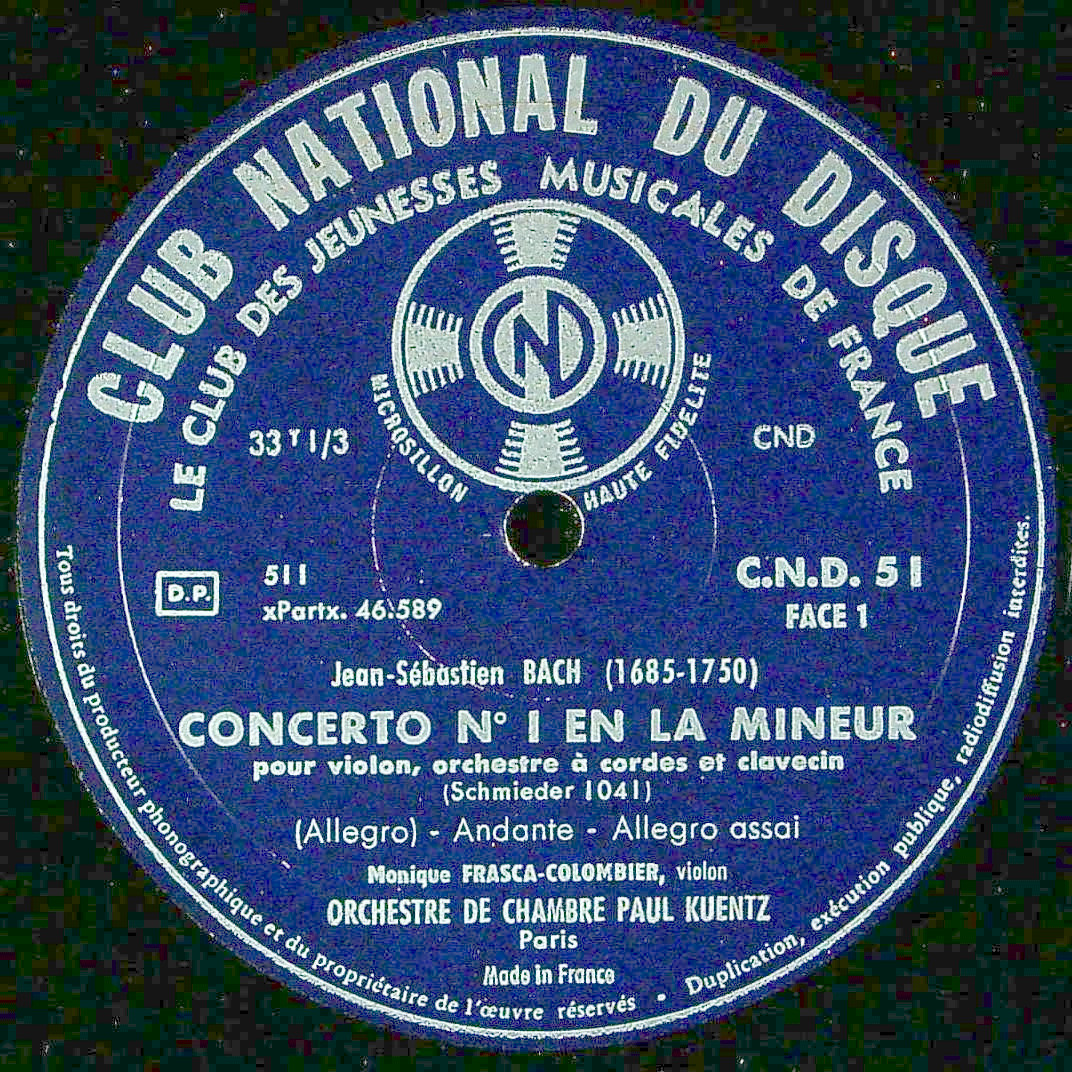 CLUB NATIONAL DU DISQUE
LE CLUB DES JEUNESSES MUSICALES DE FRANCE
N
MICROSILLON HAUTE FIDELITE
33 T 1/3
CND
D.P.
511
xPartx. 46.589
C.N.D. 51
FACE 1
Jean-Sébastien BACH (1685-1750)
CONCERTO N° 1 EN LA MINEUR
pour violon, orchestre à cordes et clavecin
(Schmieder 1041)
(Allegro) - Andante - Allegro assai
Monique FRASCA-COLOMBIER, violon
ORCHESTRE DE CHAMBRE PAUL KUENTZ
Paris
Made in France
Tous droits du producteur phonographique et du propriétaire de l'œuvre réservés • Duplication, exécution publique, radiodiffusion interdites.